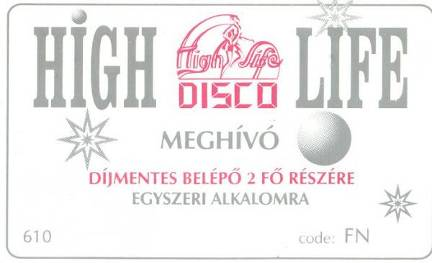 HiGH LiFE
High Life
DISCO
MEGHÍVÓ
DÍJMENTES BELÉPŐ 2 FŐ RÉSZÉRE
EGYSZERI ALKALOMRA
610 code: FN